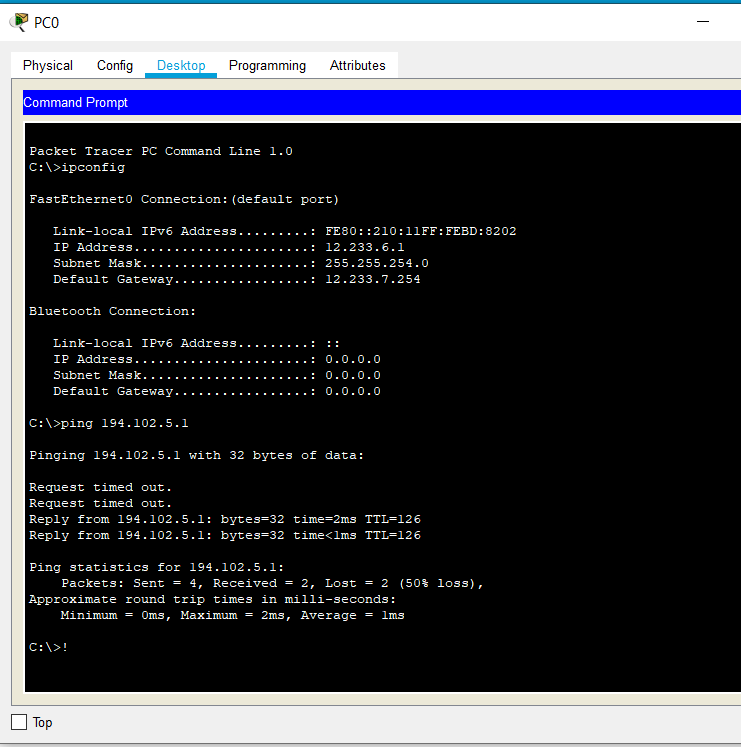 PC0
Physical Config Desktop Programming Attributes
Command Prompt
Packet Tracer PC Command Line 1.0
C:\>ipconfig
FastEthernet0 Connection:(default port)
Link-local IPv6 Address.........: FE80::210:11FF:FEBD:8202
IP Address......................: 12.233.6.1
Subnet Mask.....................: 255.255.254.0
Default Gateway.................: 12.233.7.254
Bluetooth Connection:
Link-local IPv6 Address.........: ::
IP Address......................: 0.0.0.0
Subnet Mask.....................: 0.0.0.0
Default Gateway.................: 0.0.0.0
C:\>ping 194.102.5.1
Pinging 194.102.5.1 with 32 bytes of data:
Request timed out.
Request timed out.
Reply from 194.102.5.1: bytes=32 time=2ms TTL=126
Reply from 194.102.5.1: bytes=32 time<1ms TTL=126
Ping statistics for 194.102.5.1:
Packets: Sent = 4, Received = 2, Lost = 2 (50% loss),
Approximate round trip times in milli-seconds:
Minimum = 0ms, Maximum = 2ms, Average = 1ms
C:\>!
Top